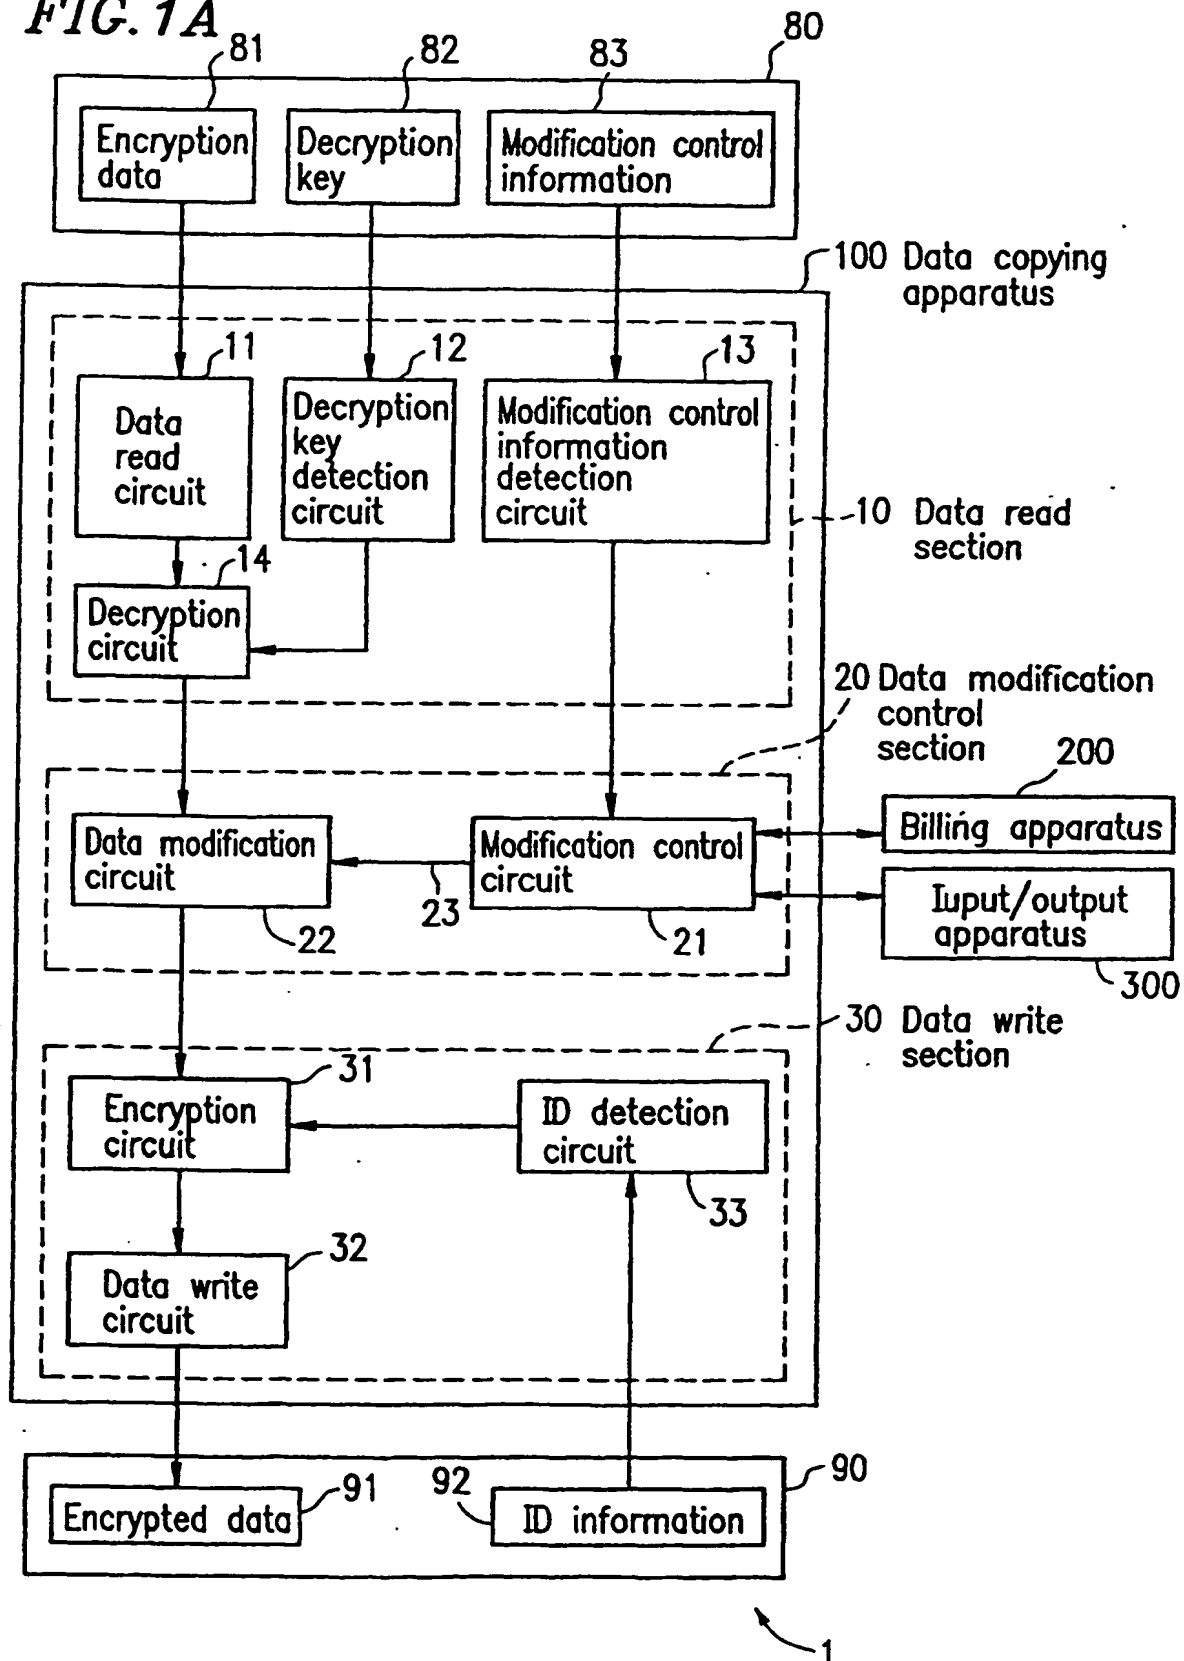 FIG. 1A
81
82
83
80
Encryption
data
Decryption
key
Modification control
information
100 Data copying
apparatus
11
12
13
Data
read
circuit
Decryption
key
detection
circuit
Modification control
information
detection
circuit
10 Data read
section
14
Decryption
circuit
20 Data modification
control
section
200
Billing apparatus
Data modification
circuit
23
Modification control
circuit
22
21
Iuput/output
apparatus
300
30 Data write
section
31
Encryption
circuit
ID detection
circuit
33
32
Data write
circuit
90
91
92
Encrypted data
ID information
1